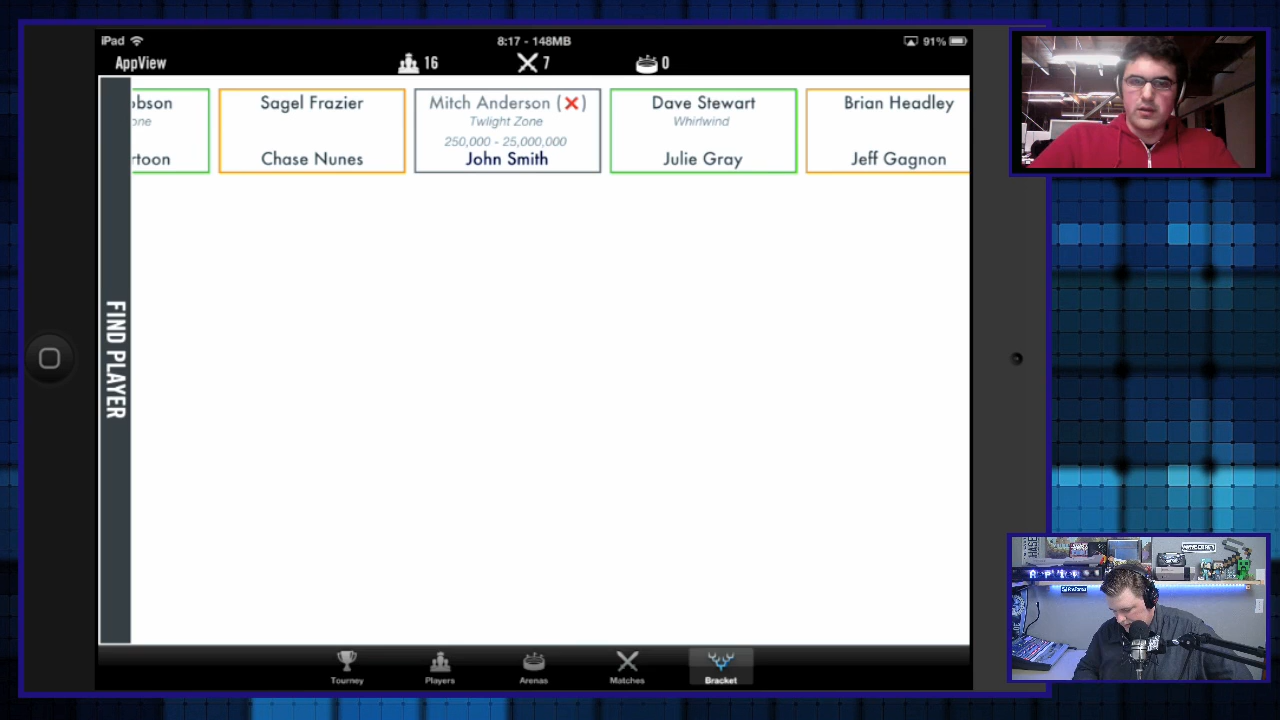 iPad 8:17 - 148MB 91%
AppView 16 7 0
obson Sagel Frazier Mitch Anderson (❌) Dave Stewart Brian Headley
one Twlight Zone Whirlwind
250,000 - 25,000,000
rtoon Chase Nunes John Smith Julie Gray Jeff Gagnon
FIND PLAYER
Tourney Players Arenas Matches Bracket